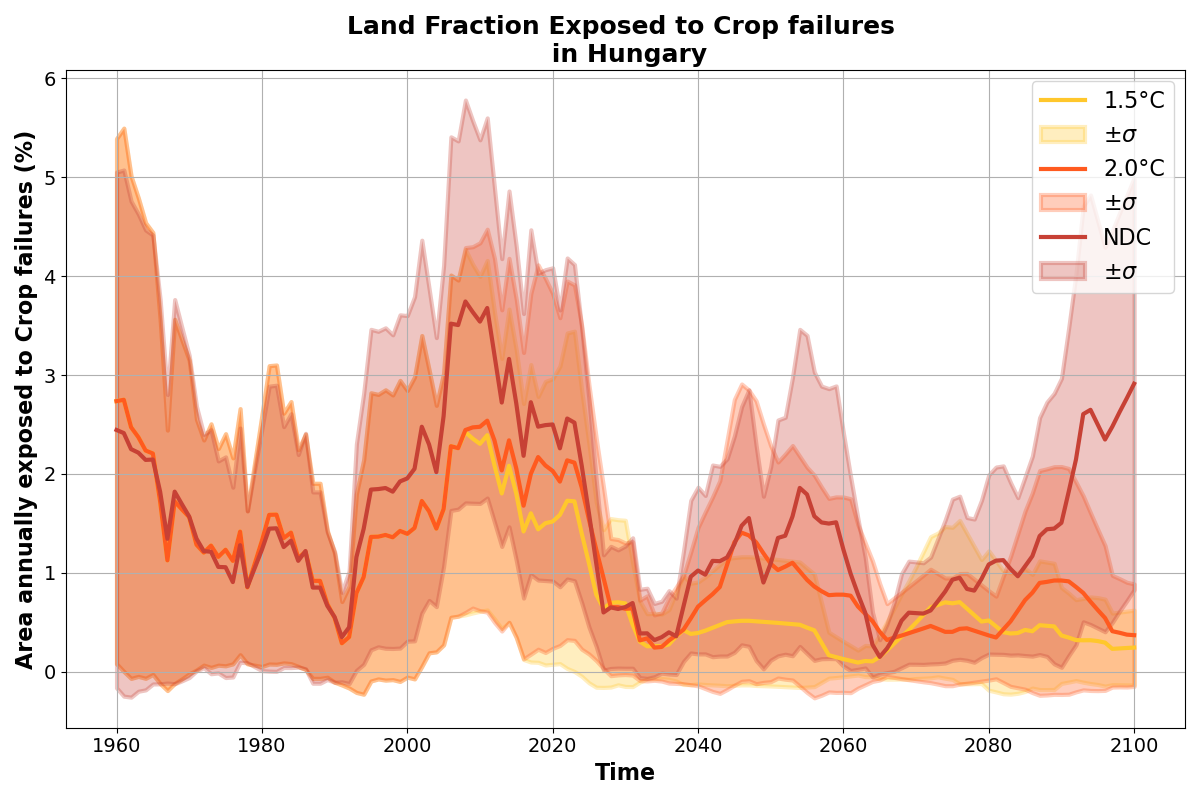 Land Fraction Exposed to Crop failures
in Hungary
Area annually exposed to Crop failures (%)
6
5
4
3
2
1
0
1960
1980
2000
2020
2040
2060
2080
2100
Time
1.5°C
±σ
2.0°C
±σ
NDC
±σ